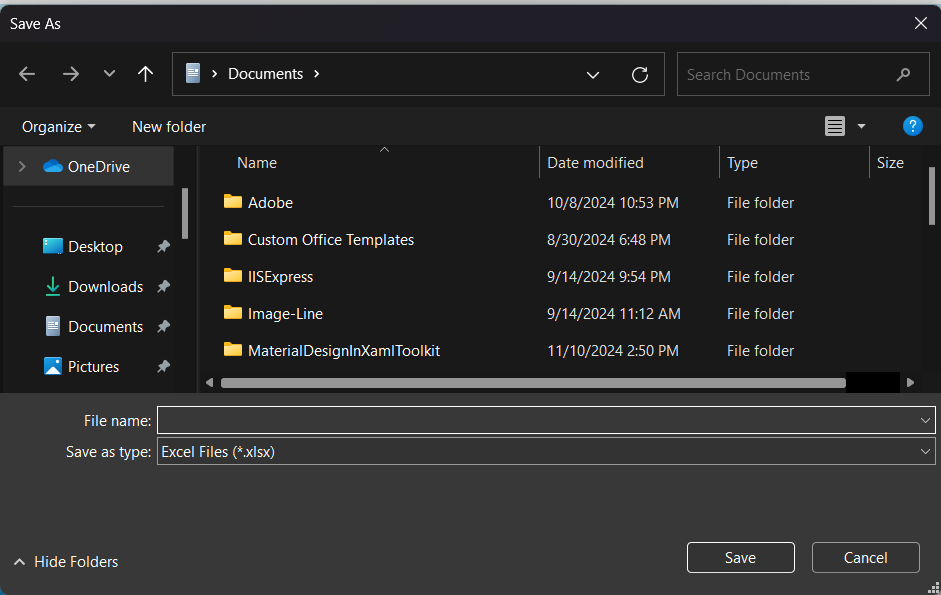 Save As
Documents
Search Documents
Organize New folder
Name Date modified Type Size
OneDrive
Adobe 10/8/2024 10:53 PM File folder
Desktop
Custom Office Templates 8/30/2024 6:48 PM File folder
Downloads
IISExpress 9/14/2024 9:54 PM File folder
Documents
Image-Line 9/14/2024 11:12 AM File folder
Pictures
MaterialDesignInXamlToolkit 11/10/2024 2:50 PM File folder
File name:
Save as type: Excel Files (*.xlsx)
Hide Folders Save Cancel